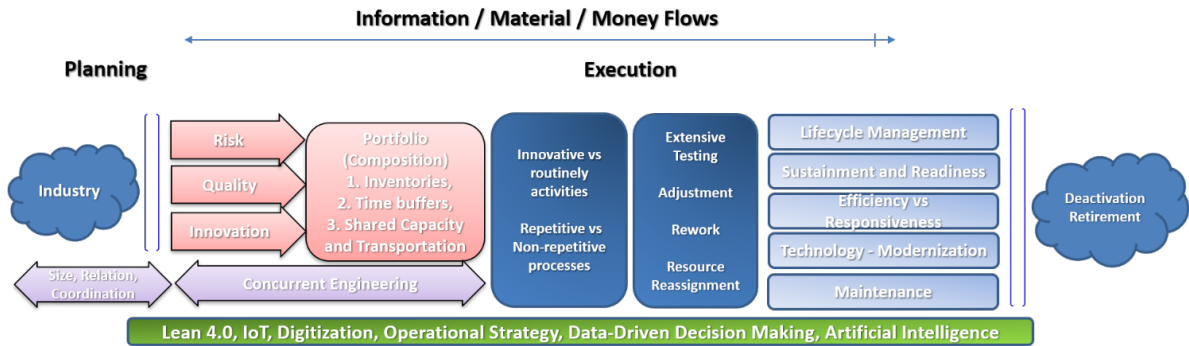 Information / Material / Money Flows
Planning
Execution
Industry
Risk
Quality
Innovation
Portfolio
(Composition)
1. Inventories,
2. Time buffers,
3. Shared Capacity
and Transportation
Size, Relation,
Coordination
Concurrent Engineering
Innovative vs
routinely
activities
Repetitive vs
Non-repetitive
processes
Extensive
Testing
Adjustment
Rework
Resource
Reassignment
Lifecycle Management
Sustainment and Readiness
Efficiency vs
Responsiveness
Technology - Modernization
Maintenance
Deactivation
Retirement
Lean 4.0, IoT, Digitization, Operational Strategy, Data-Driven Decision Making, Artificial Intelligence